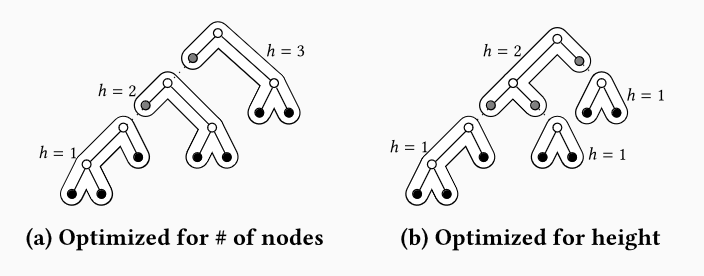 h = 3
h = 2
h = 1
(a) Optimized for # of nodes
h = 2
h = 1
h = 1
h = 1
(b) Optimized for height